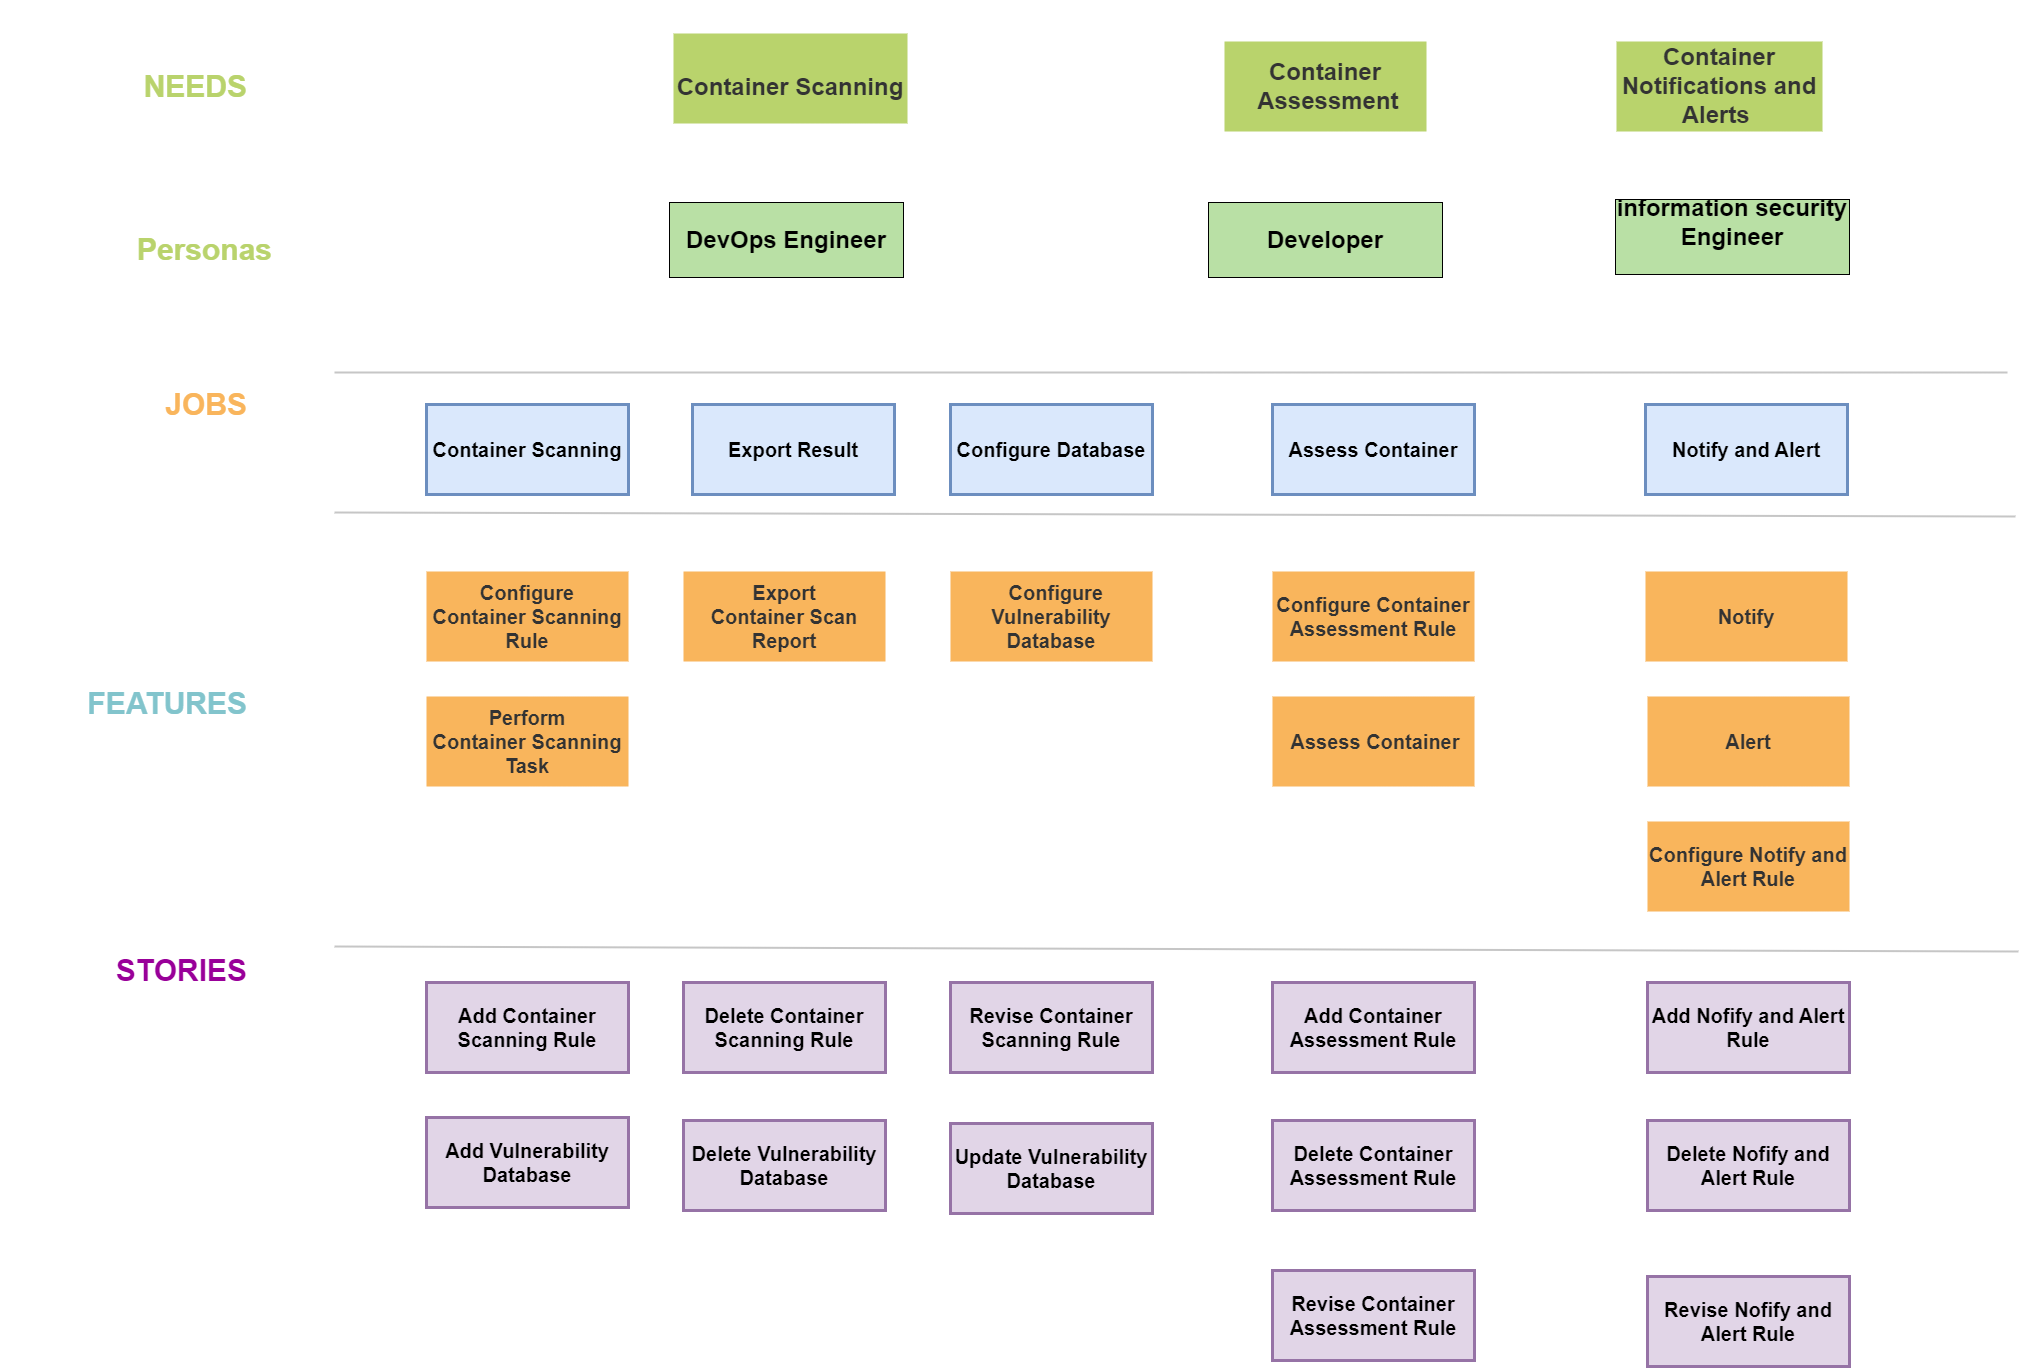 NEEDS
Container Scanning
Container
Assessment
Container
Notifications and
Alerts
Personas
DevOps Engineer
Developer
information security
Engineer
JOBS
Container Scanning
Export Result
Configure Database
Assess Container
Notify and Alert
FEATURES
Configure
Container Scanning
Rule
Export
Container Scan
Report
Configure
Vulnerability
Database
Configure Container
Assessment Rule
Notify
Perform
Container Scanning
Task
Assess Container
Alert
Configure Notify and
Alert Rule
STORIES
Add Container
Scanning Rule
Delete Container
Scanning Rule
Revise Container
Scanning Rule
Add Container
Assessment Rule
Add Nofify and Alert
Rule
Add Vulnerability
Database
Delete Vulnerability
Database
Update Vulnerability
Database
Delete Container
Assessment Rule
Delete Nofify and
Alert Rule
Revise Container
Assessment Rule
Revise Nofify and
Alert Rule